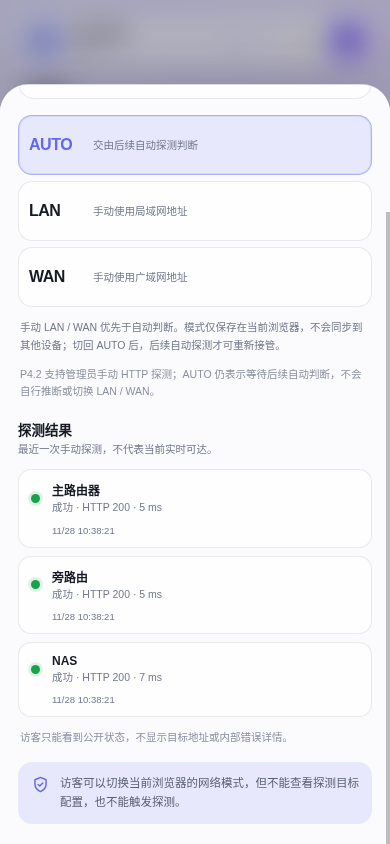 AUTO 交由后续自动探测判断
LAN 手动使用局域网地址
WAN 手动使用广域网地址
手动 LAN / WAN 优先于自动判断。模式仅保存在当前浏览器，不会同步到
其他设备；切回 AUTO 后，后续自动探测才可重新接管。
P4.2 支持管理员手动 HTTP 探测；AUTO 仍表示等待后续自动判断，不会
自行推断或切换 LAN / WAN。
探测结果
最近一次手动探测，不代表当前实时可达。
主路由器
成功 · HTTP 200 · 5 ms
11/28 10:38:21
旁路由
成功 · HTTP 200 · 5 ms
11/28 10:38:21
NAS
成功 · HTTP 200 · 7 ms
11/28 10:38:21
访客只能看到公开状态，不显示目标地址或内部错误详情。
访客可以切换当前浏览器的网络模式，但不能查看探测目标
配置，也不能触发探测。